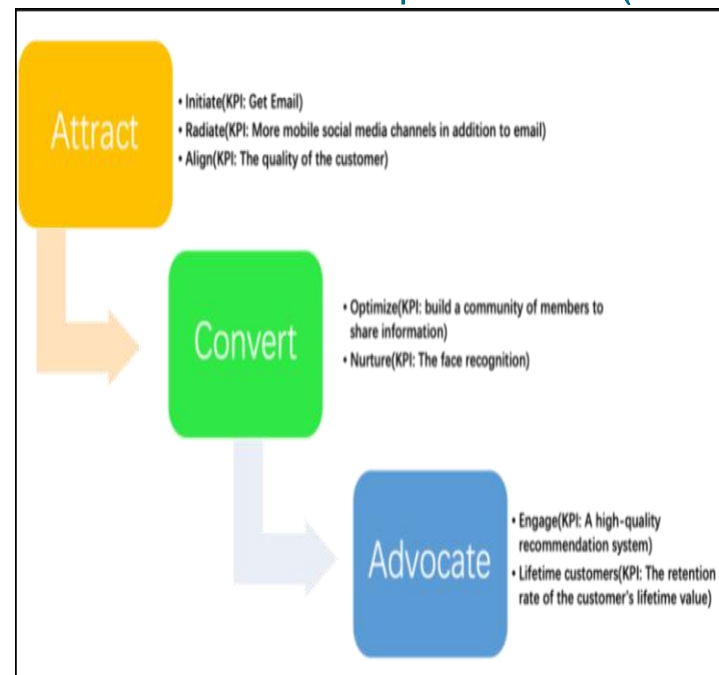 Attract
• Initiate(KPI: Get Email)
• Radiate(KPI: More mobile social media channels in addition to email)
• Align(KPI: The quality of the customer)
Convert
• Optimize(KPI: build a community of members to
share information)
• Nurture(KPI: The face recognition)
Advocate
• Engage(KPI: A high-quality
recommendation system)
• Lifetime customers(KPI: The retention
rate of the customer's lifetime value)